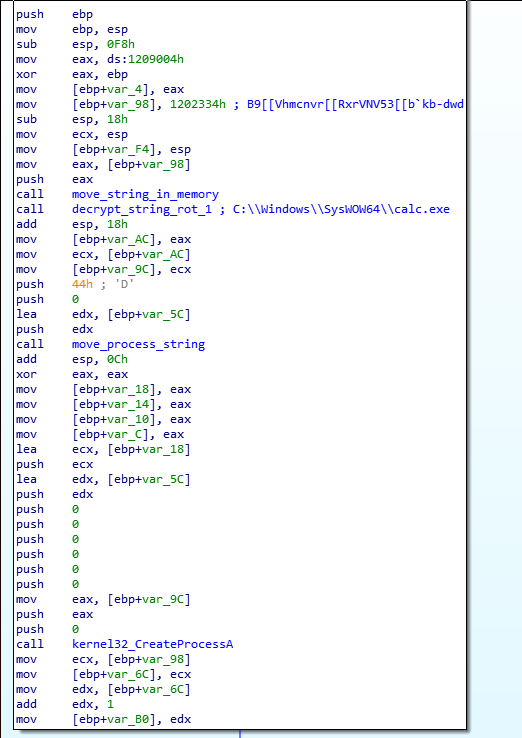 push ebp
mov ebp, esp
sub esp, 0F8h
mov eax, ds:1209004h
xor eax, ebp
mov [ebp+var_4], eax
mov [ebp+var_98], 1202334h ; B9[[Vhmcnvr[[RxrVNV53[[b`kb-dwd
sub esp, 18h
mov ecx, esp
mov [ebp+var_F4], esp
mov eax, [ebp+var_98]
push eax
call move_string_in_memory
call decrypt_string_rot_1 ; C:\\Windows\\SysWOW64\\calc.exe
add esp, 18h
mov [ebp+var_AC], eax
mov ecx, [ebp+var_AC]
mov [ebp+var_9C], ecx
push 44h ; 'D'
push 0
lea edx, [ebp+var_5C]
push edx
call move_process_string
add esp, 0Ch
xor eax, eax
mov [ebp+var_18], eax
mov [ebp+var_14], eax
mov [ebp+var_10], eax
mov [ebp+var_C], eax
lea ecx, [ebp+var_18]
push ecx
lea edx, [ebp+var_5C]
push edx
push 0
push 0
push 0
push 0
push 0
push 0
mov eax, [ebp+var_9C]
push eax
push 0
call kernel32_CreateProcessA
mov ecx, [ebp+var_98]
mov [ebp+var_6C], ecx
mov edx, [ebp+var_6C]
add edx, 1
mov [ebp+var_B0], edx